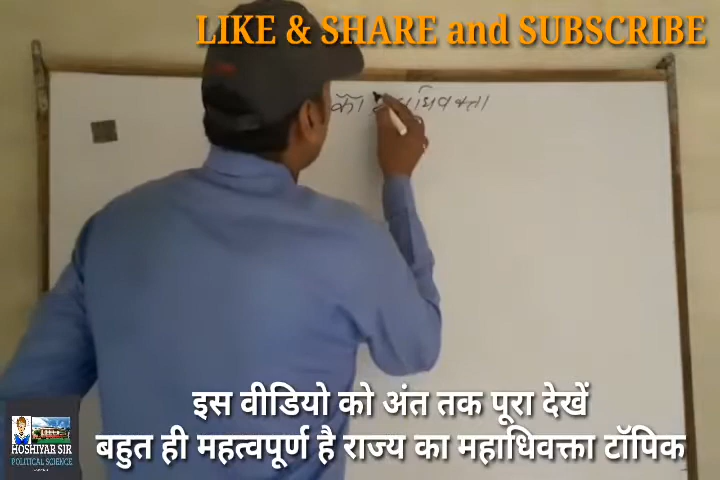 LIKE & SHARE and SUBSCRIBE
का
इस वीडियो को अंत तक पूरा देखें
बहुत ही महत्वपूर्ण है राज्य का महाधिवक्ता टॉपिक
HOSHIYAR SIR
POLITICAL SCIENCE